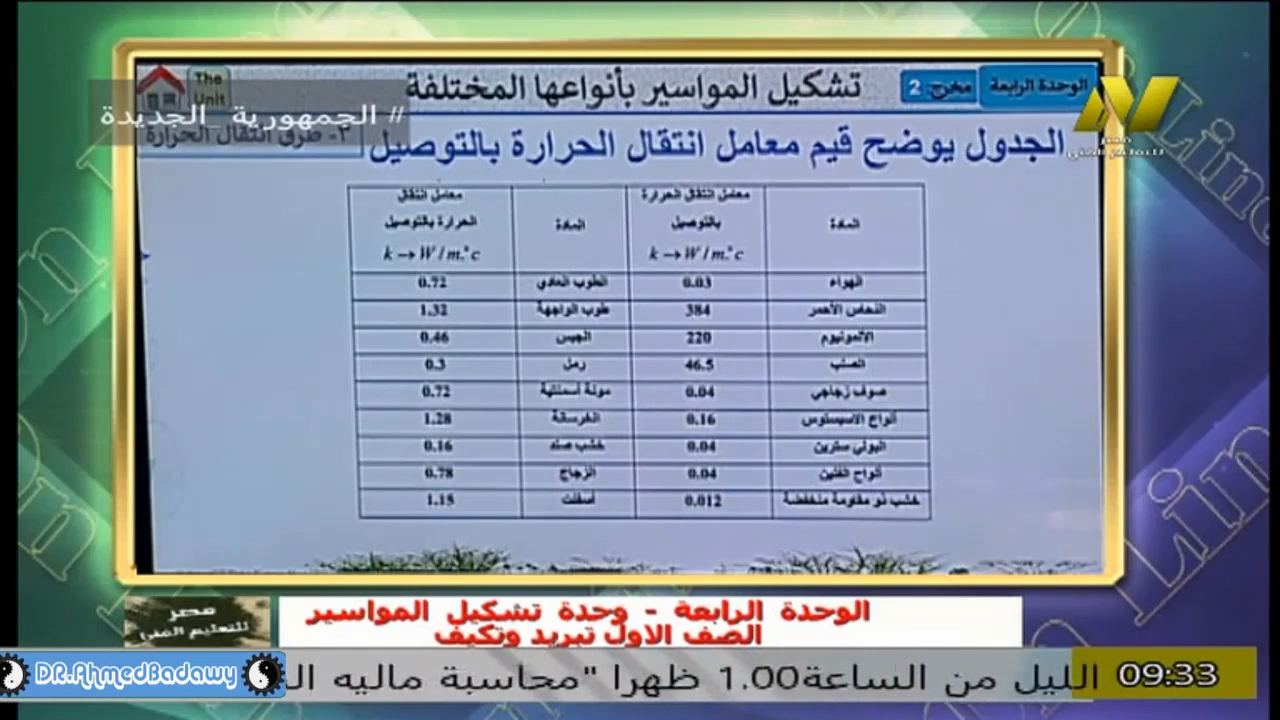 الوحدة الرابعة
مخرج: 2
تشكيل المواسير بأنواعها المختلفة
The Unit
# الجمهورية الجديدة
٣- طرق انتقال الحرارة
مصر
للتعليم الفني
الجدول يوضح قيم معامل انتقال الحرارة بالتوصيل
المادة | معامل انتقال الحرارة بالتوصيل k → W / m.°c | المادة | معامل انتقال الحرارة بالتوصيل k → W / m.°c
الهواء | 0.03 | الطوب العادي | 0.72
النحاس الأحمر | 384 | طوب الواجهة | 1.32
الألمونيوم | 220 | الجبس | 0.46
الصلب | 46.5 | رمل | 0.3
صوف زجاجي | 0.04 | مونة أسمنتية | 0.72
ألواح الاسبستوس | 0.16 | الخرسانة | 1.28
البولي سترين | 0.04 | خشب صلد | 0.16
ألواح الفلين | 0.04 | الزجاج | 0.78
خشب ذو مقاومة منخفضة | 0.012 | أسفلت | 1.15
مصر
للتعليم الفني
الوحدة الرابعة - وحدة تشكيل المواسير
الصف الاول تبريد وتكيف
DR.AhmedBadawy
الليل من الساعة1.00 ظهرا "محاسبة ماليه ال
09:33